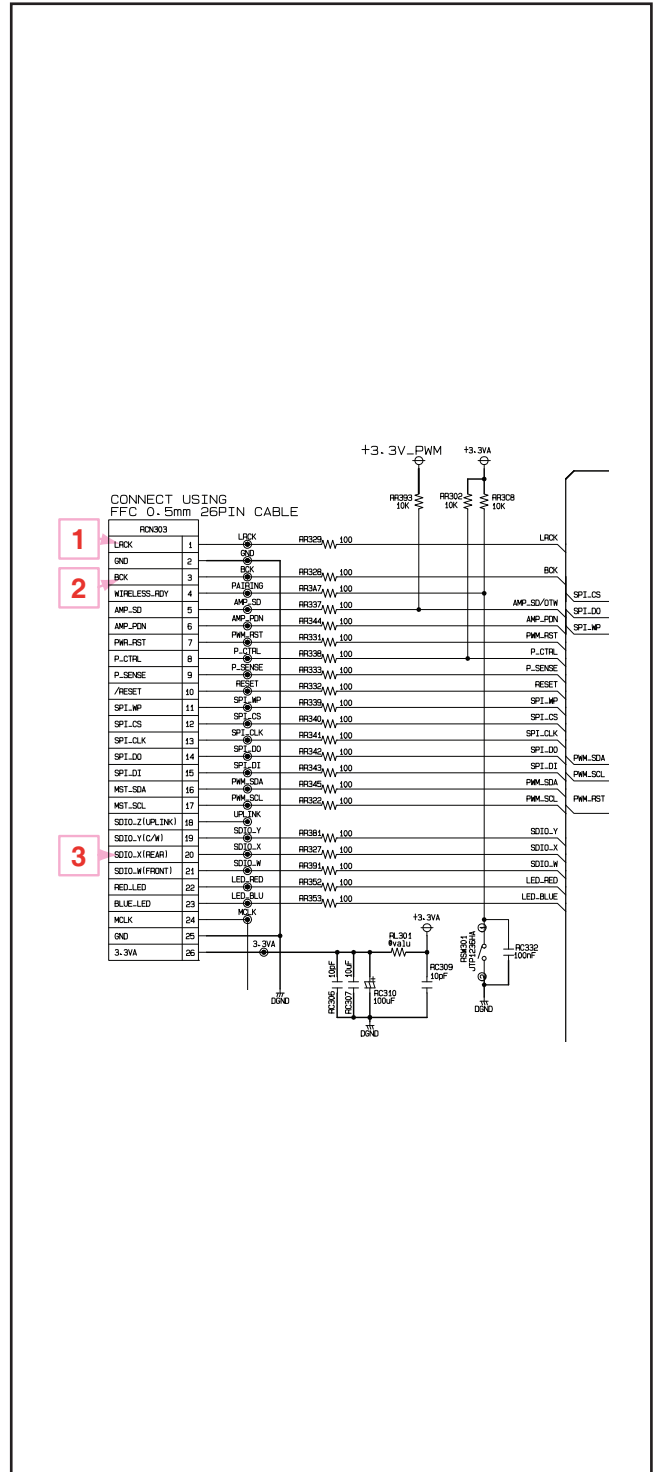 +3.3V_PWM +3.3VA
RR393 10K
RR302 10K
RR3C8 10K
CONNECT USING
FFC 0.5mm 26PIN CABLE
RCN303
1
LRCK 1 LRCK RR329 100 LRCK
GND 2 GND
2
BCK 3 BCK RR328 100 BCK
WIRELESS_RDY 4 PAIRING RR3A7 100
SPI_CS
AMP_SD 5 AMP_SD RR337 100 AMP_SD/OTW
SPI_DO
AMP_PDN 6 AMP_PDN RR344 100 AMP_PDN
SPI_WP
PWR_RST 7 PWM_RST RR331 100 PWM_RST
P_CTRL 8 P_CTRL RR338 100 P_CTRL
P_SENSE 9 P_SENSE RR333 100 P_SENSE
/RESET 10 RESET RR332 100 RESET
SPI_WP 11 SPI_WP RR339 100 SPI_WP
SPI_CS 12 SPI_CS RR340 100 SPI_CS
SPI_CLK 13 SPI_CLK RR341 100 SPI_CLK
SPI_DO 14 SPI_DO RR342 100 SPI_DO
PWM_SDA
SPI_DI 15 SPI_DI RR343 100 SPI_DI
PWM_SCL
MST_SDA 16 PWM_SDA RR345 100 PWM_SDA
MST_SCL 17 PWM_SCL RR322 100 PWM_SCL
PWM_RST
SDIO_Z(UPLINK) 18 UPLINK
SDIO_Y(C/W) 19 SDIO_Y RR381 100 SDIO_Y
3
SDIO_X(REAR) 20 SDIO_X RR327 100 SDIO_X
SDIO_W(FRONT) 21 SDIO_W RR391 100 SDIO_W
RED_LED 22 LED_RED RR352 100 LED_RED
BLUE_LED 23 LED_BLU RR353 100 LED_BLUE
MCLK 24 MCLK
GND 25
3.3VA 26 3.3VA
+3.3VA
RL301
0valu
RC306 10pF
RC307 10uF
RC310
100uF
RC309
10pF
RSW301
JTP1236HA
RC332
100nF
DGND
DGND
DGND